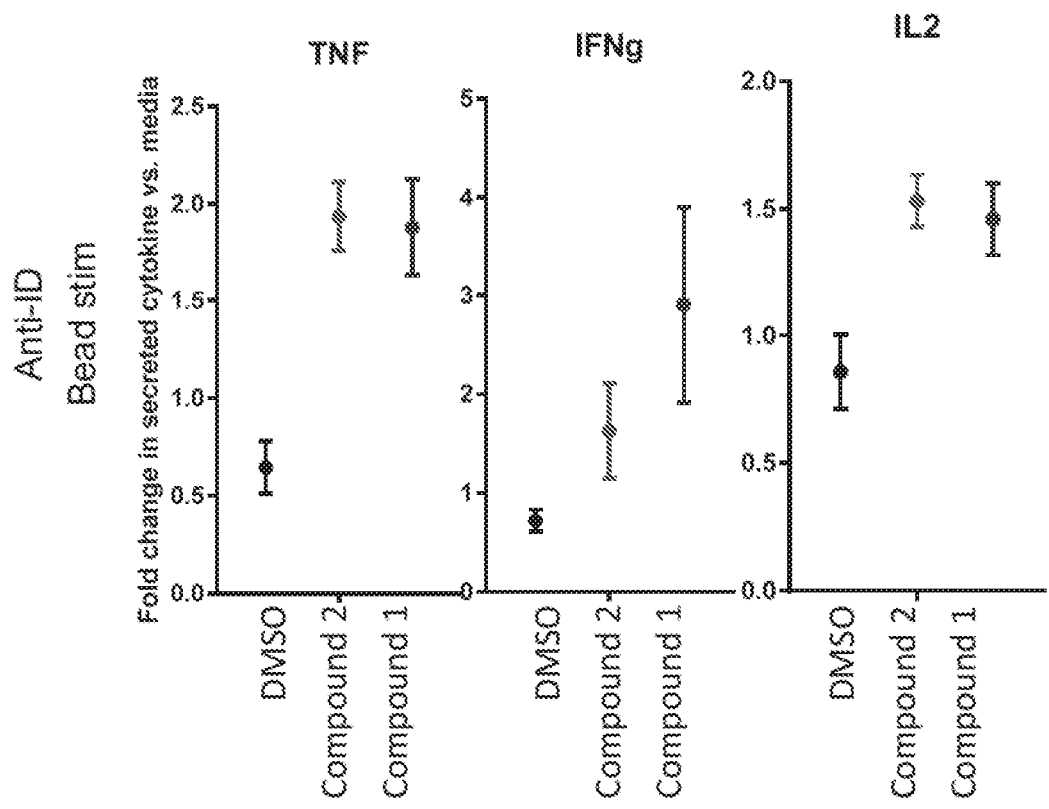 TNF
IFNg
IL2
Anti-ID
Bead stim
Fold change in secreted cytokine vs. media
2.5
2.0
1.5
1.0
0.5
0.0
5
4
3
2
1
0
2.0
1.5
1.0
0.5
0.0
DMSO
Compound 2
Compound 1
DMSO
Compound 2
Compound 1
DMSO
Compound 2
Compound 1